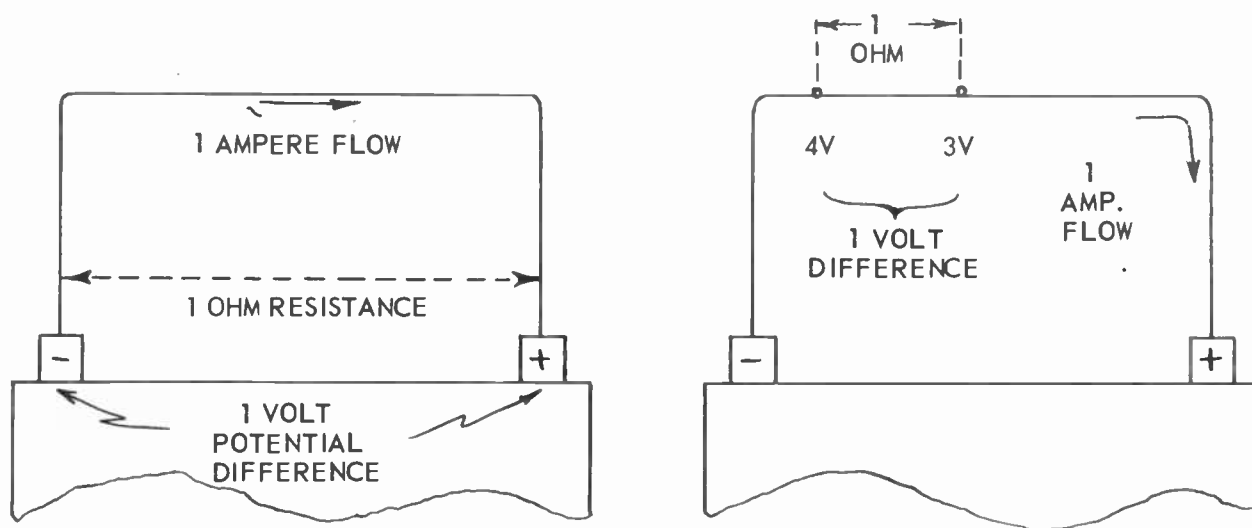 1 AMPERE FLOW
1 OHM RESISTANCE
-
+
1 VOLT
POTENTIAL
DIFFERENCE
1
OHM
4V
3V
1 VOLT
DIFFERENCE
1
AMP.
FLOW
-
+